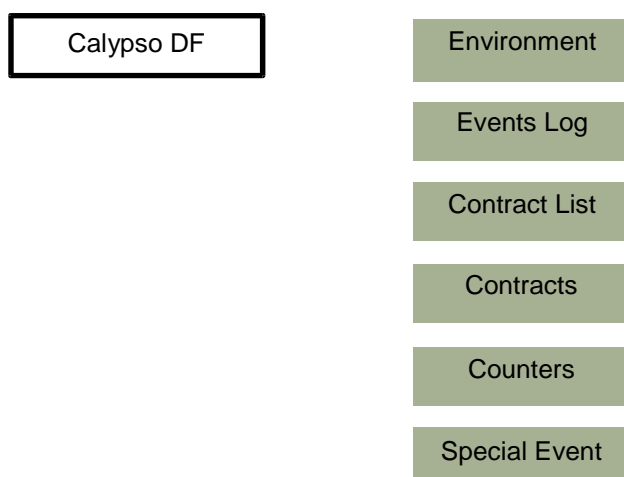 Calypso DF
Environment
Events Log
Contract List
Contracts
Counters
Special Event